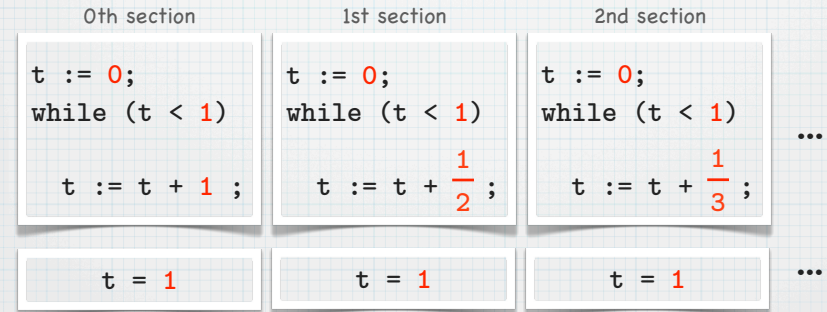 0th section
t := 0;
while (t < 1)
t := t + 1 ;
t = 1
1st section
t := 0;
while (t < 1)
t := t + 1/2 ;
t = 1
2nd section
t := 0;
while (t < 1)
t := t + 1/3 ;
t = 1
...
...